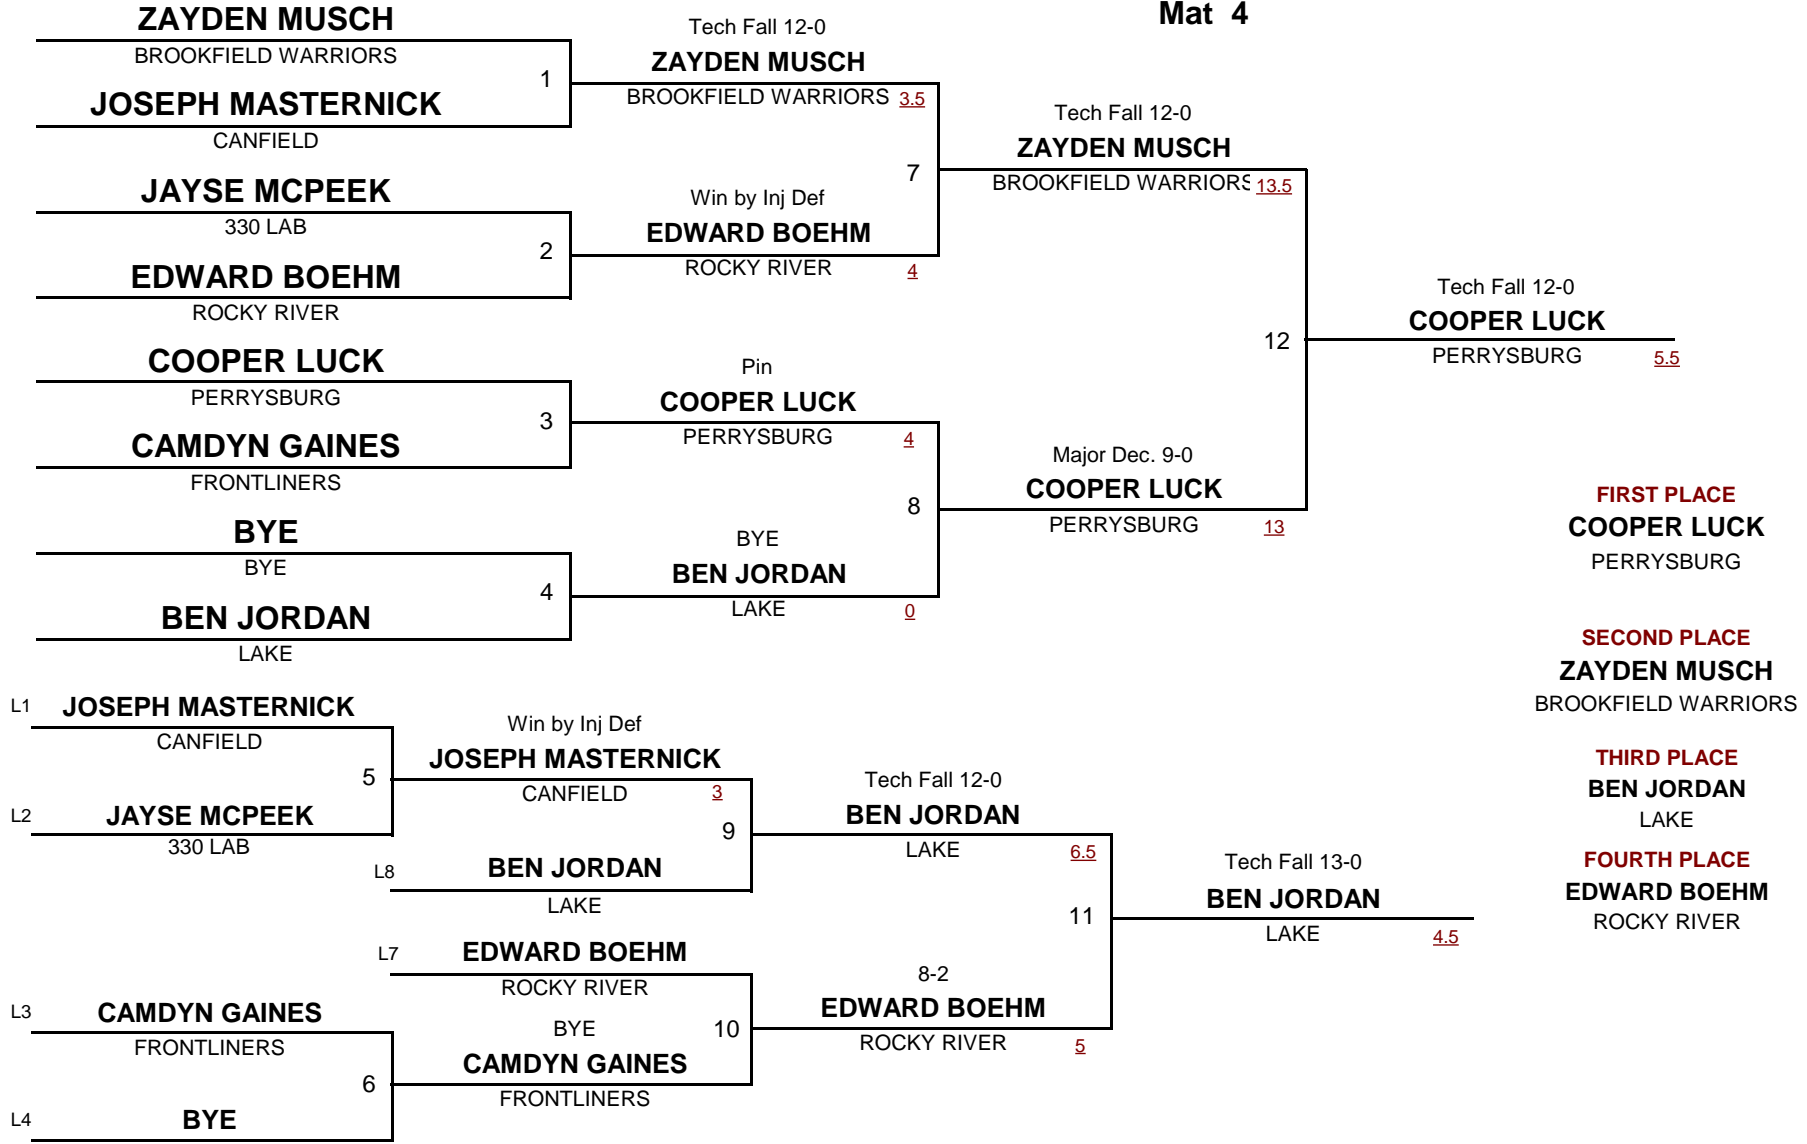 Mat 4
ZAYDEN MUSCH
BROOKFIELD WARRIORS
1
JOSEPH MASTERNICK
CANFIELD
JAYSE MCPEEK
330 LAB
2
EDWARD BOEHM
ROCKY RIVER
COOPER LUCK
PERRYSBURG
3
CAMDYN GAINES
FRONTLINERS
BYE
BYE
4
BEN JORDAN
LAKE
Tech Fall 12-0
ZAYDEN MUSCH
BROOKFIELD WARRIORS 3.5
7
Win by Inj Def
EDWARD BOEHM
ROCKY RIVER 4
Pin
COOPER LUCK
PERRYSBURG 4
8
BYE
BEN JORDAN
LAKE 0
Tech Fall 12-0
ZAYDEN MUSCH
BROOKFIELD WARRIORS 13.5
12
Major Dec. 9-0
COOPER LUCK
PERRYSBURG 13
Tech Fall 12-0
COOPER LUCK
PERRYSBURG 5.5
FIRST PLACE
COOPER LUCK
PERRYSBURG
SECOND PLACE
ZAYDEN MUSCH
BROOKFIELD WARRIORS
THIRD PLACE
BEN JORDAN
LAKE
FOURTH PLACE
EDWARD BOEHM
ROCKY RIVER
L1 JOSEPH MASTERNICK
CANFIELD
5
L2 JAYSE MCPEEK
330 LAB
Win by Inj Def
JOSEPH MASTERNICK
CANFIELD 3
9
L8 BEN JORDAN
LAKE
L7 EDWARD BOEHM
ROCKY RIVER
L3 CAMDYN GAINES
FRONTLINERS
6
L4 BYE
BYE 10
CAMDYN GAINES
FRONTLINERS
Tech Fall 12-0
BEN JORDAN
LAKE 6.5
11
8-2
EDWARD BOEHM
ROCKY RIVER 5
Tech Fall 13-0
BEN JORDAN
LAKE 4.5